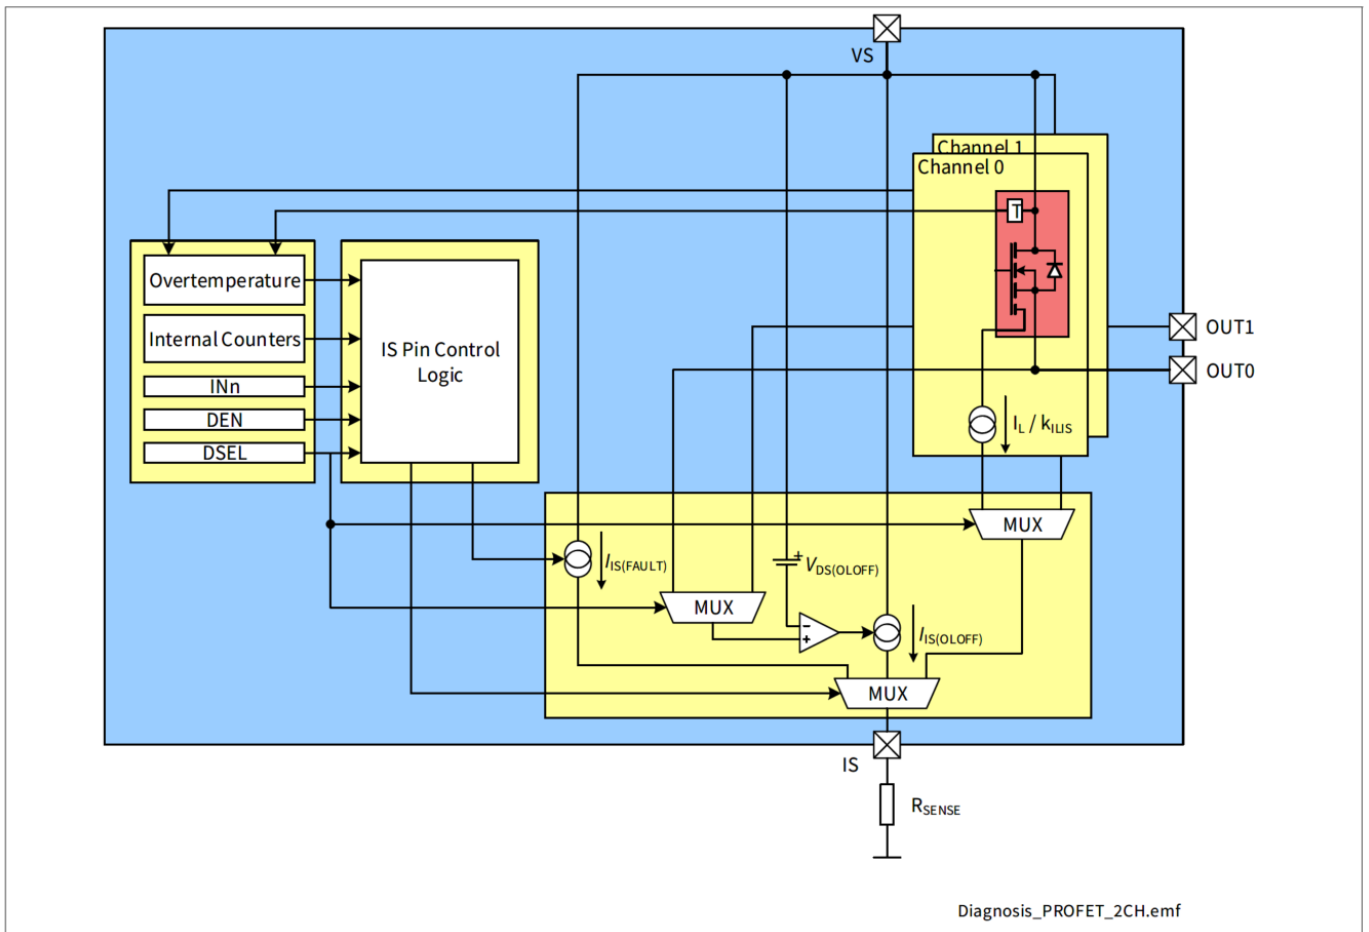 VS
Channel 1
Channel 0
T
Overtemperature
Internal Counters
INn
DEN
DSEL
IS Pin Control
Logic
OUT1
OUT0
IL / kILIS
MUX
IIS(FAULT)
+
VDS(OLOFF)
MUX
−
+
IIS(OLOFF)
MUX
IS
RSENSE
Diagnosis_PROFET_2CH.emf